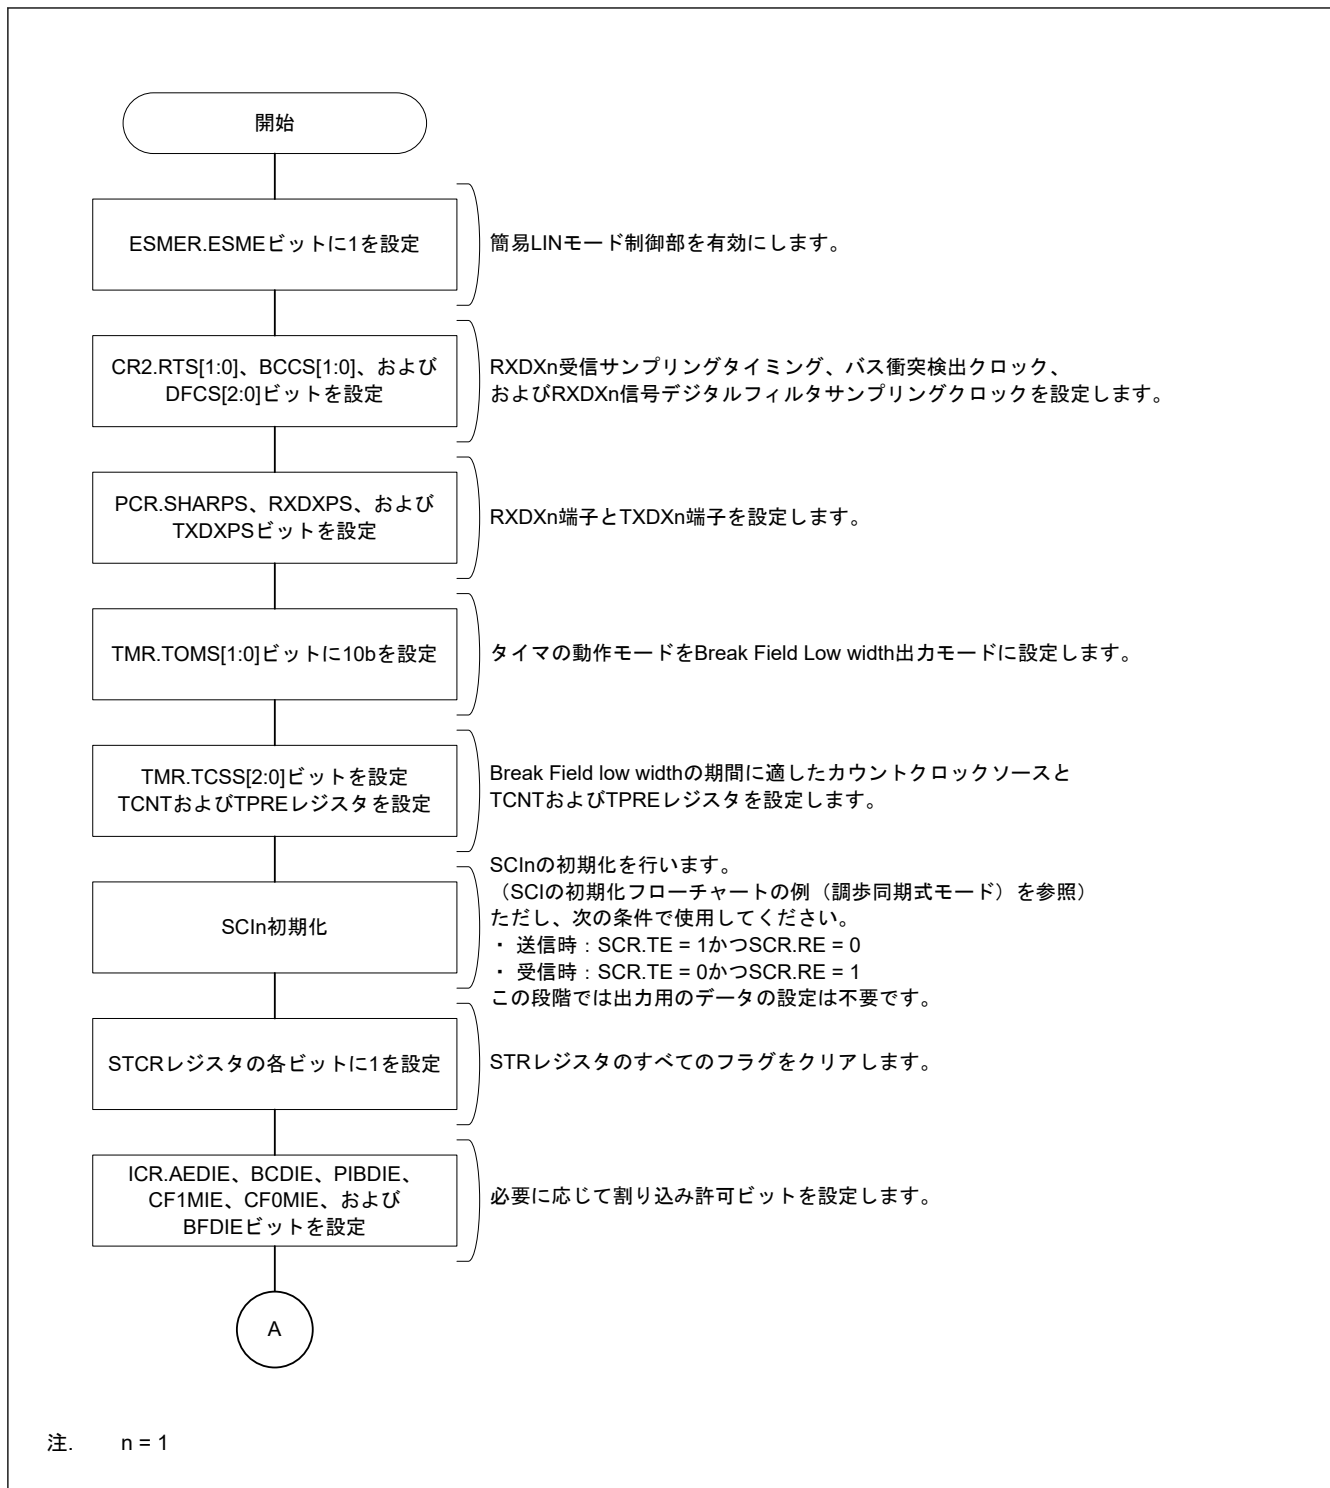 開始
ESMER.ESMEビットに1を設定
簡易LINモード制御部を有効にします。
CR2.RTS[1:0]、BCCS[1:0]、および
DFCS[2:0]ビットを設定
RXDXn受信サンプリングタイミング、バス衝突検出クロック、
およびRXDXn信号デジタルフィルタサンプリングクロックを設定します。
PCR.SHARPS、RXDXPS、および
TXDXPSビットを設定
RXDXn端子とTXDXn端子を設定します。
TMR.TOMS[1:0]ビットに10bを設定
タイマの動作モードをBreak Field Low width出力モードに設定します。
TMR.TCSS[2:0]ビットを設定
TCNTおよびTPREレジスタを設定
Break Field low widthの期間に適したカウントクロックソースと
TCNTおよびTPREレジスタを設定します。
SCIn初期化
SCInの初期化を行います。
（SCIの初期化フローチャートの例（調歩同期式モード）を参照）
ただし、次の条件で使用してください。
・ 送信時：SCR.TE = 1かつSCR.RE = 0
・ 受信時：SCR.TE = 0かつSCR.RE = 1
この段階では出力用のデータの設定は不要です。
STCRレジスタの各ビットに1を設定
STRレジスタのすべてのフラグをクリアします。
ICR.AEDIE、BCDIE、PIBDIE、
CF1MIE、CF0MIE、および
BFDIEビットを設定
必要に応じて割り込み許可ビットを設定します。
A
注. n = 1